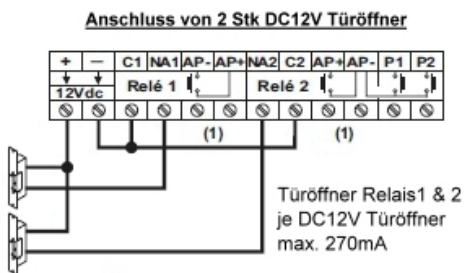 Anschluss von 2 Stk DC12V Türöffner
+ — C1 NA1 AP- AP+ NA2 C2 AP+ AP- P1 P2
12Vdc Relé 1 Relé 2
(1) (1)
Türöffner Relais1 & 2
je DC12V Türöffner
max. 270mA